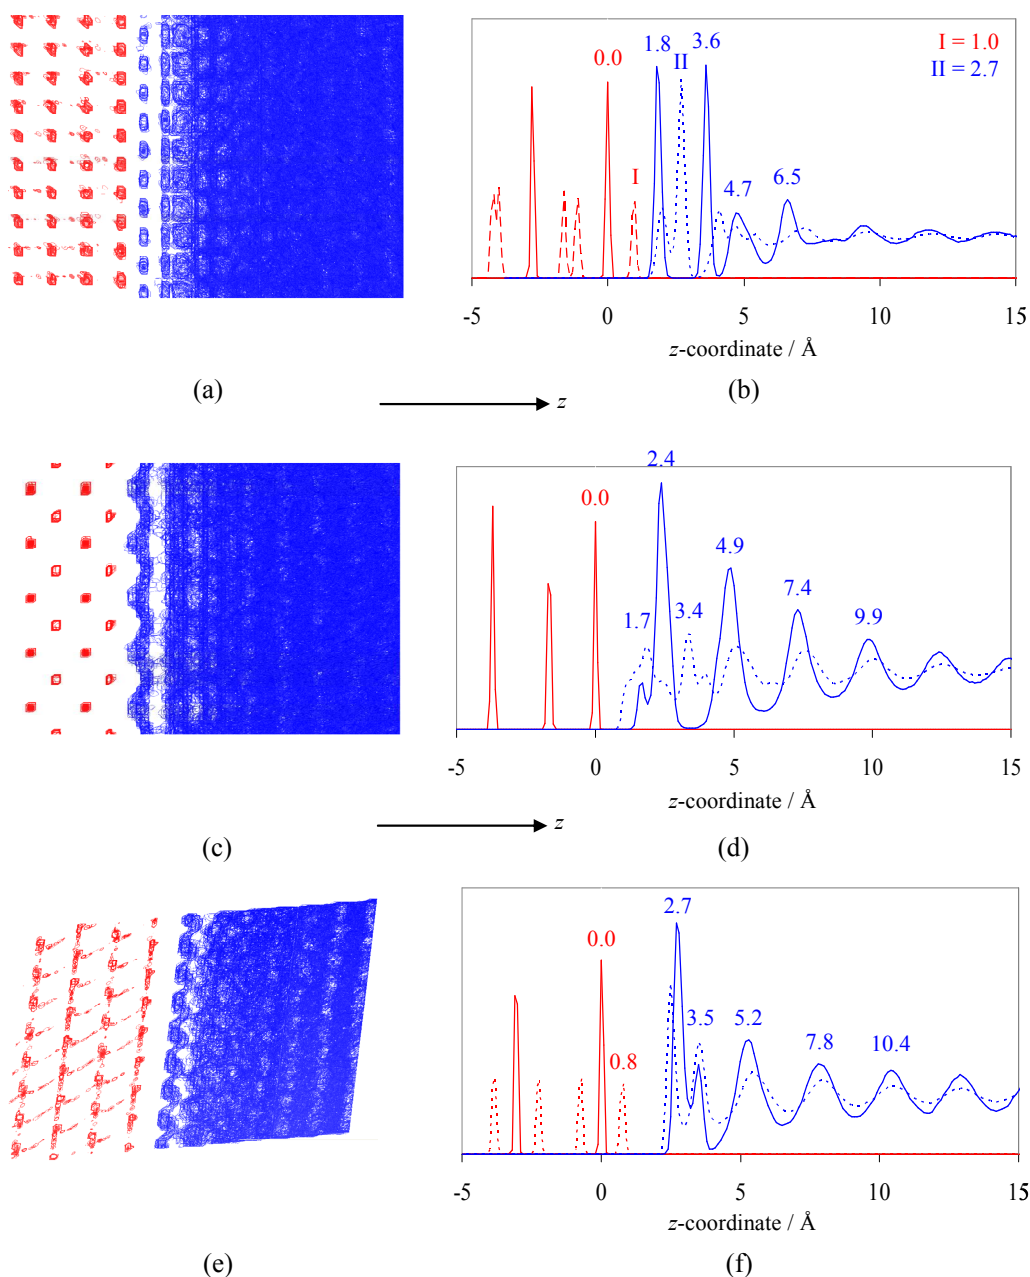 1.8
3.6
I = 1.0
II
II = 2.7
0.0
I
4.7
6.5
-5
0
5
10
15
z-coordinate / Å
(a)
(b)
z
2.4
0.0
4.9
7.4
1.7
3.4
9.9
-5
0
5
10
15
z-coordinate / Å
z
(c)
(d)
2.7
0.0
3.5
5.2
7.8
10.4
0.8
-5
0
5
10
15
z-coordinate / Å
(e)
(f)